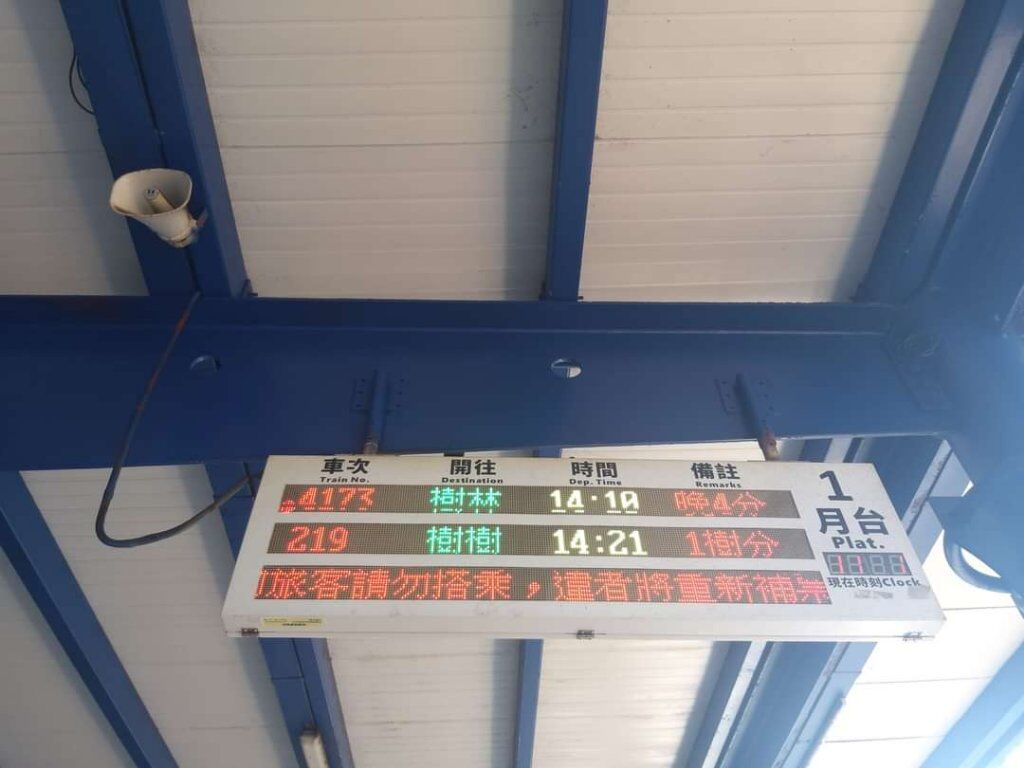 車次 開往 時間 備註
Train No. Destination Dep. Time Remarks
4173 樹林 14:10 晚4分
219 樹樹 14:21 1樹分
旅客請勿搭乘，違者將重新補
1
月台
Plat.
現在時刻Clock